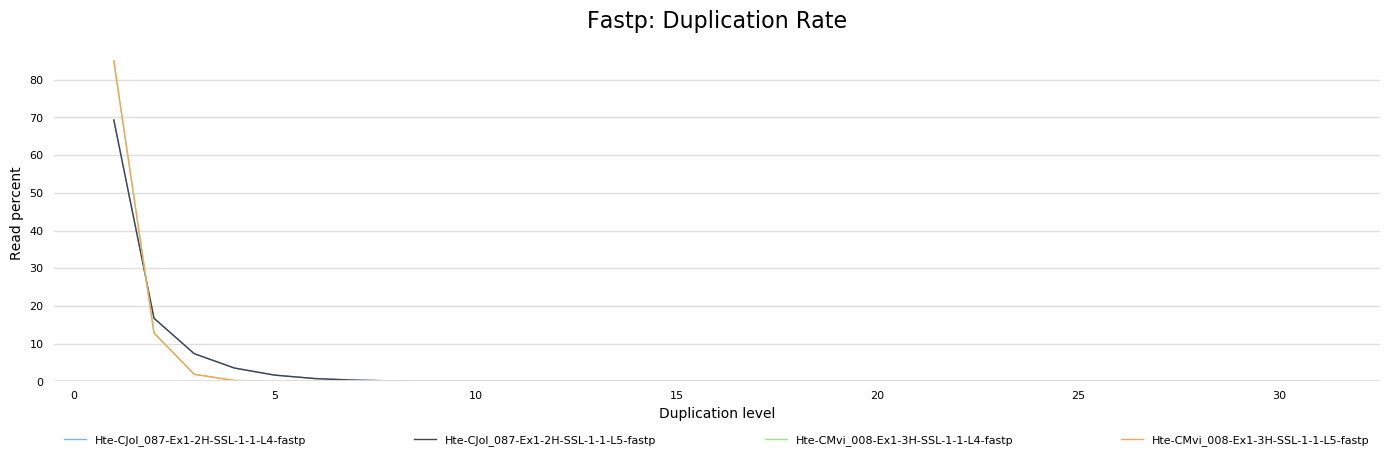 Fastp: Duplication Rate
80
70
60
50
40
30
20
10
0
Read percent
0 5 10 15 20 25 30
Duplication level
Hte-CJol_087-Ex1-2H-SSL-1-1-L4-fastp Hte-CJol_087-Ex1-2H-SSL-1-1-L5-fastp Hte-CMvi_008-Ex1-3H-SSL-1-1-L4-fastp Hte-CMvi_008-Ex1-3H-SSL-1-1-L5-fastp